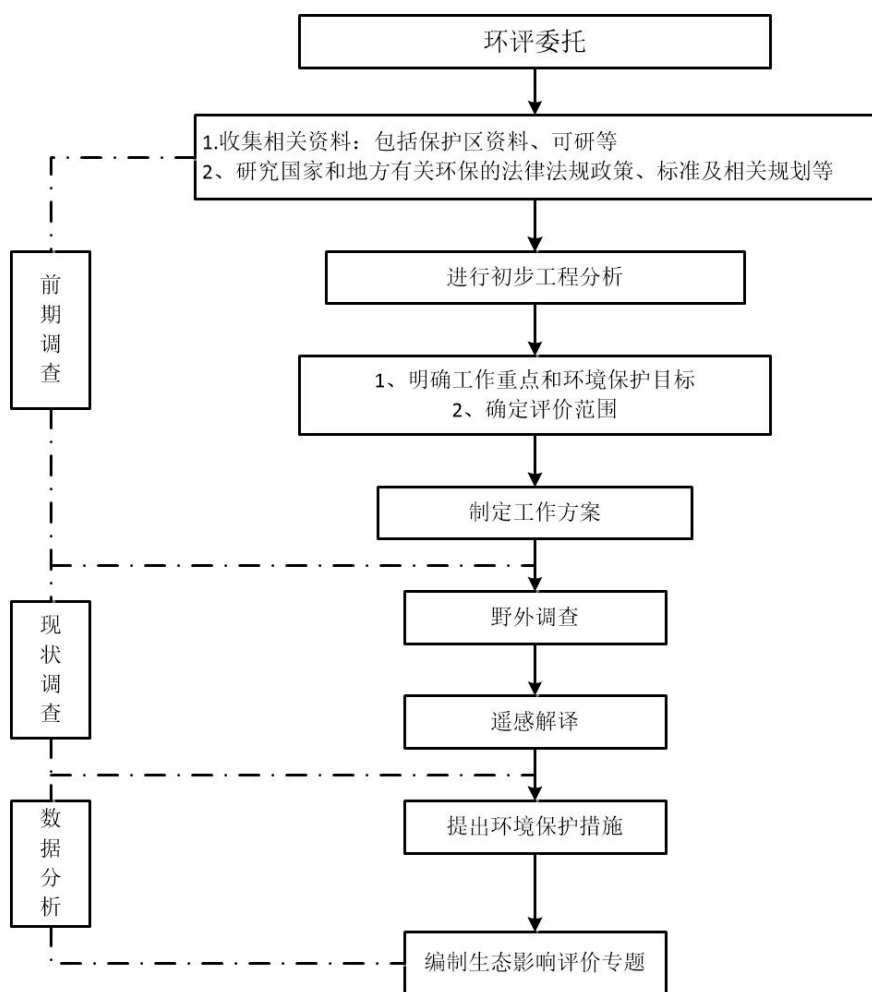 环评委托
1.收集相关资料：包括保护区资料、可研等
2、研究国家和地方有关环保的法律法规政策、标准及相关规划等
前期调查
进行初步工程分析
1、明确工作重点和环境保护目标
2、确定评价范围
制定工作方案
现状调查
野外调查
遥感解译
数据分析
提出环境保护措施
编制生态影响评价专题